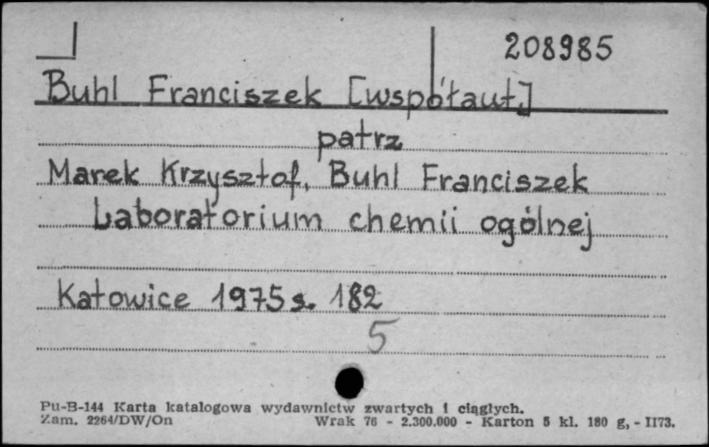 208985
Buhl Franciszek [współaut.]
patrz
Marek Krzysztof, Buhl Franciszek
Laboratorium chemii ogólnej
Katowice 1975 s. 182
5
Pu-B-144 Karta katalogowa wydawnictw zwartych i ciągłych.
Zam. 2264/DW/On Wrak 76 - 2.300.000 - Karton 5 kl. 180 g, - II73.